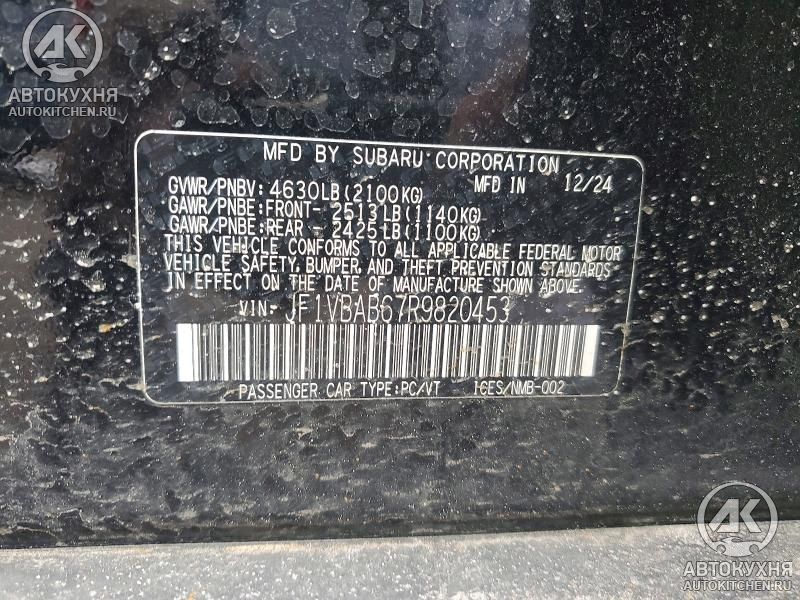 AK
АВТОКУХНЯ
AUTOKITCHEN.RU
MFD BY SUBARU CORPORATION
GVWR/PNBV: 4630LB(2100KG) MFD IN 12/24
GAWR/PNBE:FRONT- 2513LB(1140KG)
GAWR/PNBE:REAR - 2425LB(1100KG)
THIS VEHICLE CONFORMS TO ALL APPLICABLE FEDERAL MOTOR
VEHICLE SAFETY, BUMPER, AND THEFT PREVENTION STANDARDS
IN EFFECT ON THE DATE OF MANUFACTURE SHOWN ABOVE.
VIN: JF1VBAB67R9820453
PASSENGER CAR TYPE:PC/VT ICES/NMB-002
AK
АВТОКУХНЯ
AUTOKITCHEN.RU